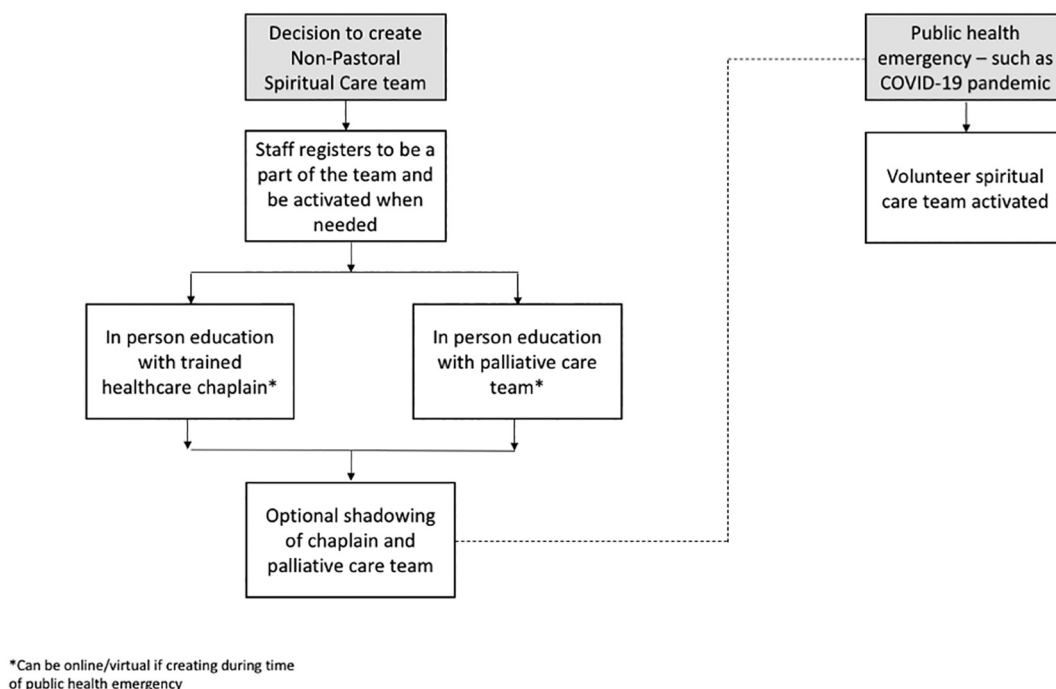 Decision to create
Non-Pastoral
Spiritual Care team
Public health
emergency – such as
COVID-19 pandemic
Staff registers to be a
part of the team and
be activated when
needed
Volunteer spiritual
care team activated
In person education
with trained
healthcare chaplain*
In person education
with palliative care
team*
Optional shadowing
of chaplain and
palliative care team
*Can be online/virtual if creating during time
of public health emergency